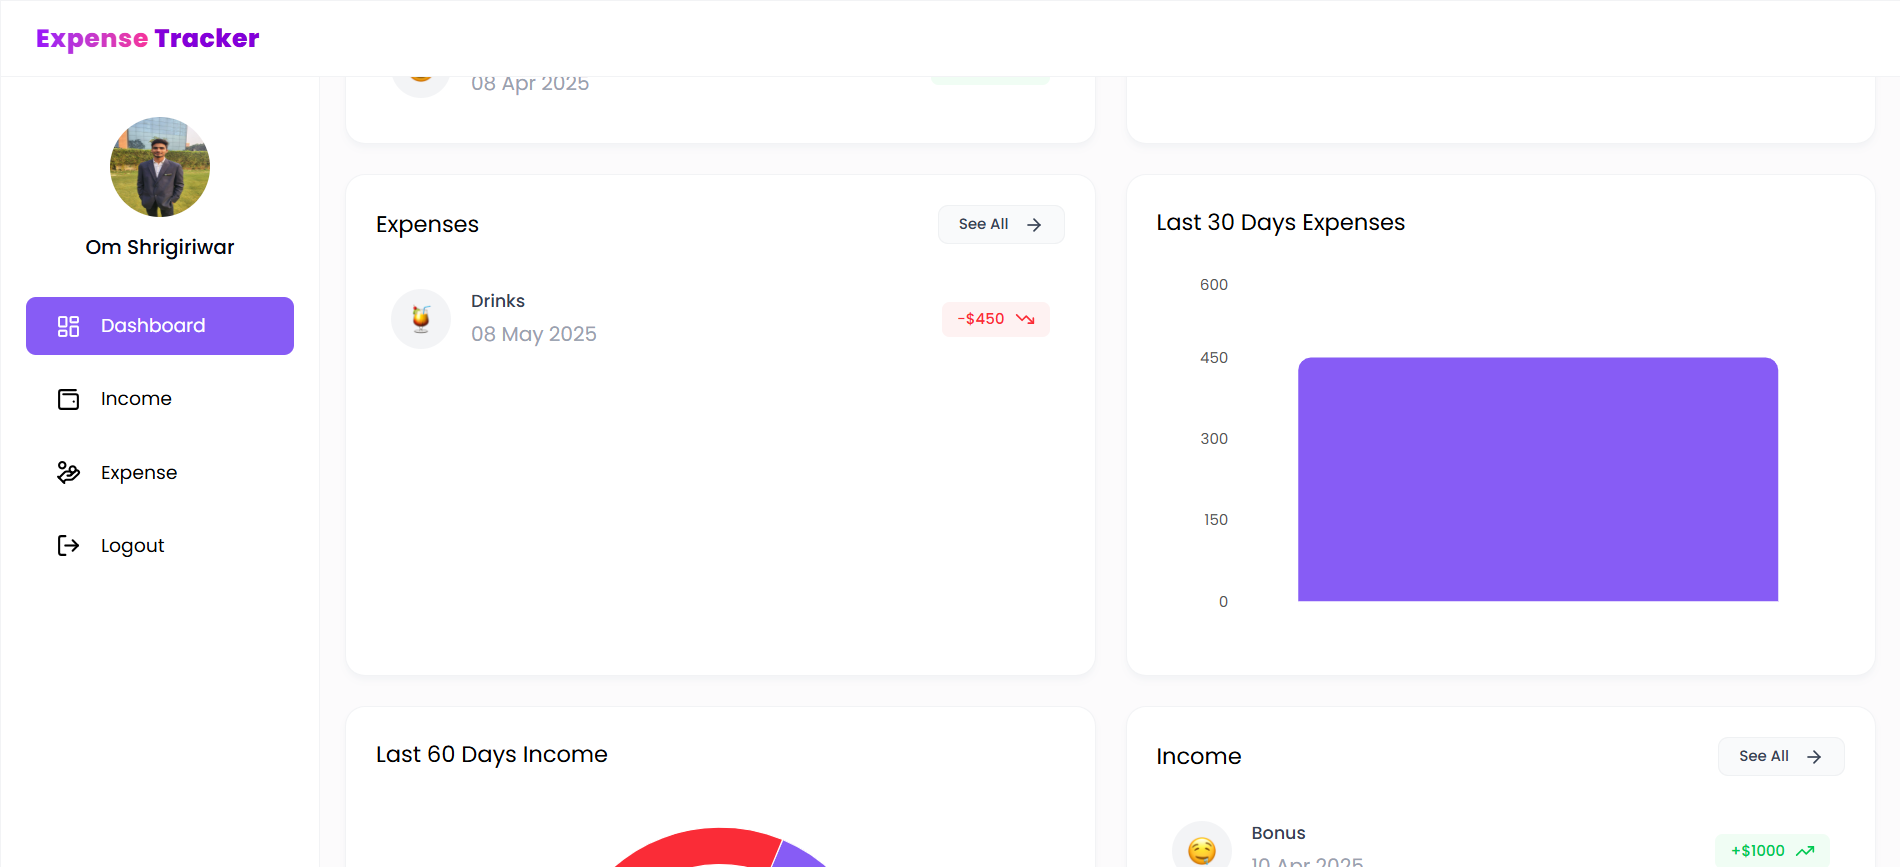 Expense Tracker
08 Apr 2025
Om Shrigiriwar
Dashboard
Income
Expense
Logout
Expenses
See All
Drinks
08 May 2025
-$450
Last 30 Days Expenses
600
450
300
150
0
Last 60 Days Income
Income
See All
Bonus
10 Apr 2025
+$1000